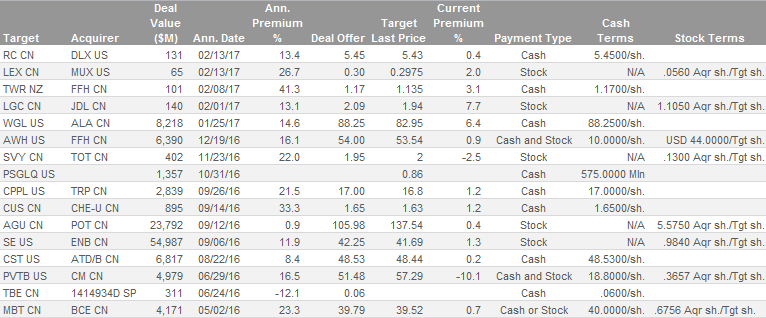 Deal Ann. Target Current
Value Premium Target Premium Cash
Target Acquirer ($M) Ann. Date % Deal Offer Last Price % Payment Type Terms Stock Terms
RC CN DLX US 131 02/13/17 13.4 5.45 5.43 0.4 Cash 5.4500/sh.
LEX CN MUX US 65 02/13/17 26.7 0.30 0.2975 2.0 Stock N/A .0560 Aqr sh./Tgt sh.
TWR NZ FFH CN 101 02/08/17 41.3 1.17 1.135 3.1 Cash 1.1700/sh.
LGC CN JDL CN 140 02/01/17 13.1 2.09 1.94 7.7 Stock N/A 1.1050 Aqr sh./Tgt sh.
WGL US ALA CN 8,218 01/25/17 14.6 88.25 82.95 6.4 Cash 88.2500/sh.
AWH US FFH CN 6,390 12/19/16 16.1 54.00 53.54 0.9 Cash and Stock 10.0000/sh. USD 44.0000/Tgt sh.
SVY CN TOT CN 402 11/23/16 22.0 1.95 2 -2.5 Stock N/A .1300 Aqr sh./Tgt sh.
PSGLQ US 1,357 10/31/16 0.86 Cash 575.0000 Mln
CPPL US TRP CN 2,839 09/26/16 21.5 17.00 16.8 1.2 Cash 17.0000/sh.
CUS CN CHE-U CN 895 09/14/16 33.3 1.65 1.63 1.2 Cash 1.6500/sh.
AGU CN POT CN 23,792 09/12/16 0.9 105.98 137.54 0.4 Stock N/A 5.5750 Aqr sh./Tgt sh.
SE US ENB CN 54,987 09/06/16 11.9 42.25 41.69 1.3 Stock N/A .9840 Aqr sh./Tgt sh.
CST US ATD/B CN 6,817 08/22/16 8.4 48.53 48.44 0.2 Cash 48.5300/sh.
PVTB US CM CN 4,979 06/29/16 16.5 51.48 57.29 -10.1 Cash and Stock 18.8000/sh. .3657 Aqr sh./Tgt sh.
TBE CN 1414934D SP 311 06/24/16 -12.1 0.06 Cash .0600/sh.
MBT CN BCE CN 4,171 05/02/16 23.3 39.79 39.52 0.7 Cash or Stock 40.0000/sh. .6756 Aqr sh./Tgt sh.